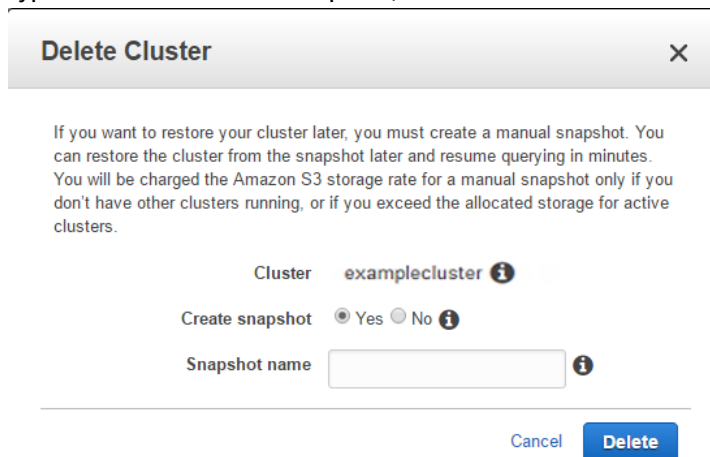 Delete Cluster
If you want to restore your cluster later, you must create a manual snapshot. You
can restore the cluster from the snapshot later and resume querying in minutes.
You will be charged the Amazon S3 storage rate for a manual snapshot only if you
don't have other clusters running, or if you exceed the allocated storage for active
clusters.
Cluster examplecluster
Create snapshot Yes No
Snapshot name
Cancel Delete